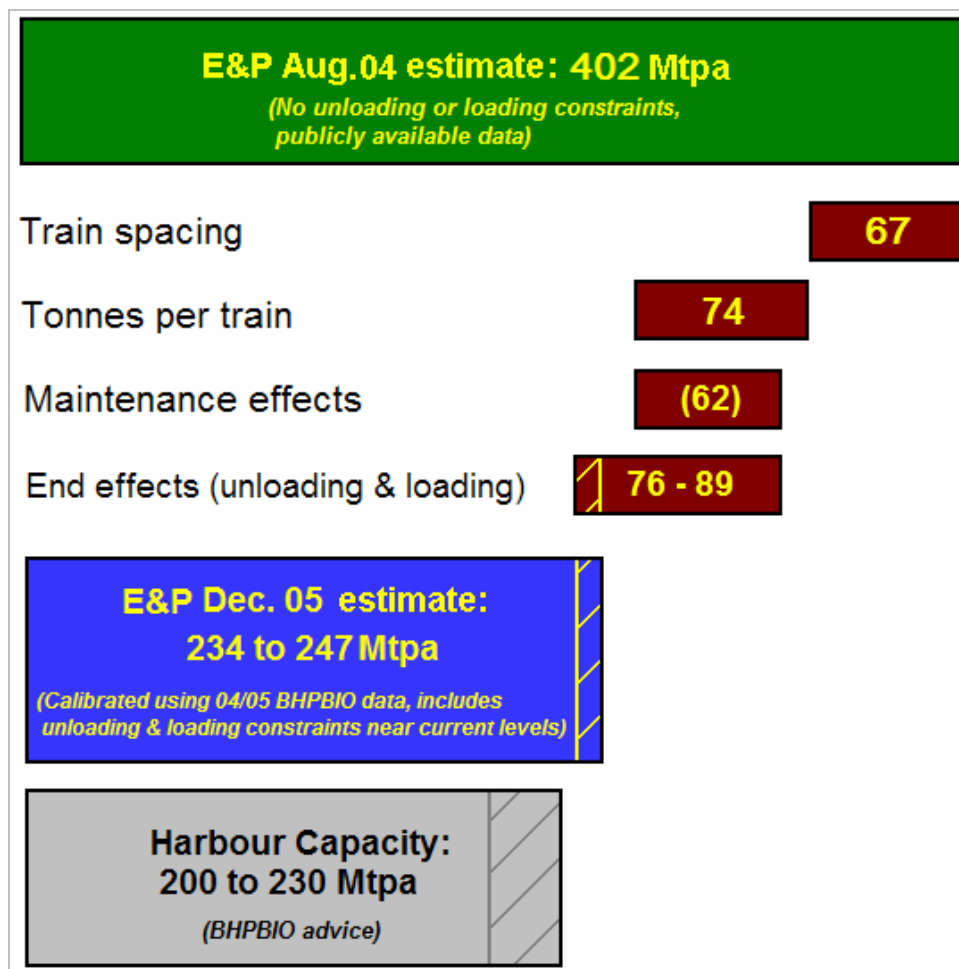 E&P Aug.04 estimate: 402 Mtpa
(No unloading or loading constraints,
publicly available data)
Train spacing
67
Tonnes per train
74
Maintenance effects
(62)
End effects (unloading & loading)
76 - 89
E&P Dec. 05 estimate:
234 to 247 Mtpa
(Calibrated using 04/05 BHPBIO data, includes
unloading & loading constraints near current levels)
Harbour Capacity:
200 to 230 Mtpa
(BHPBIO advice)